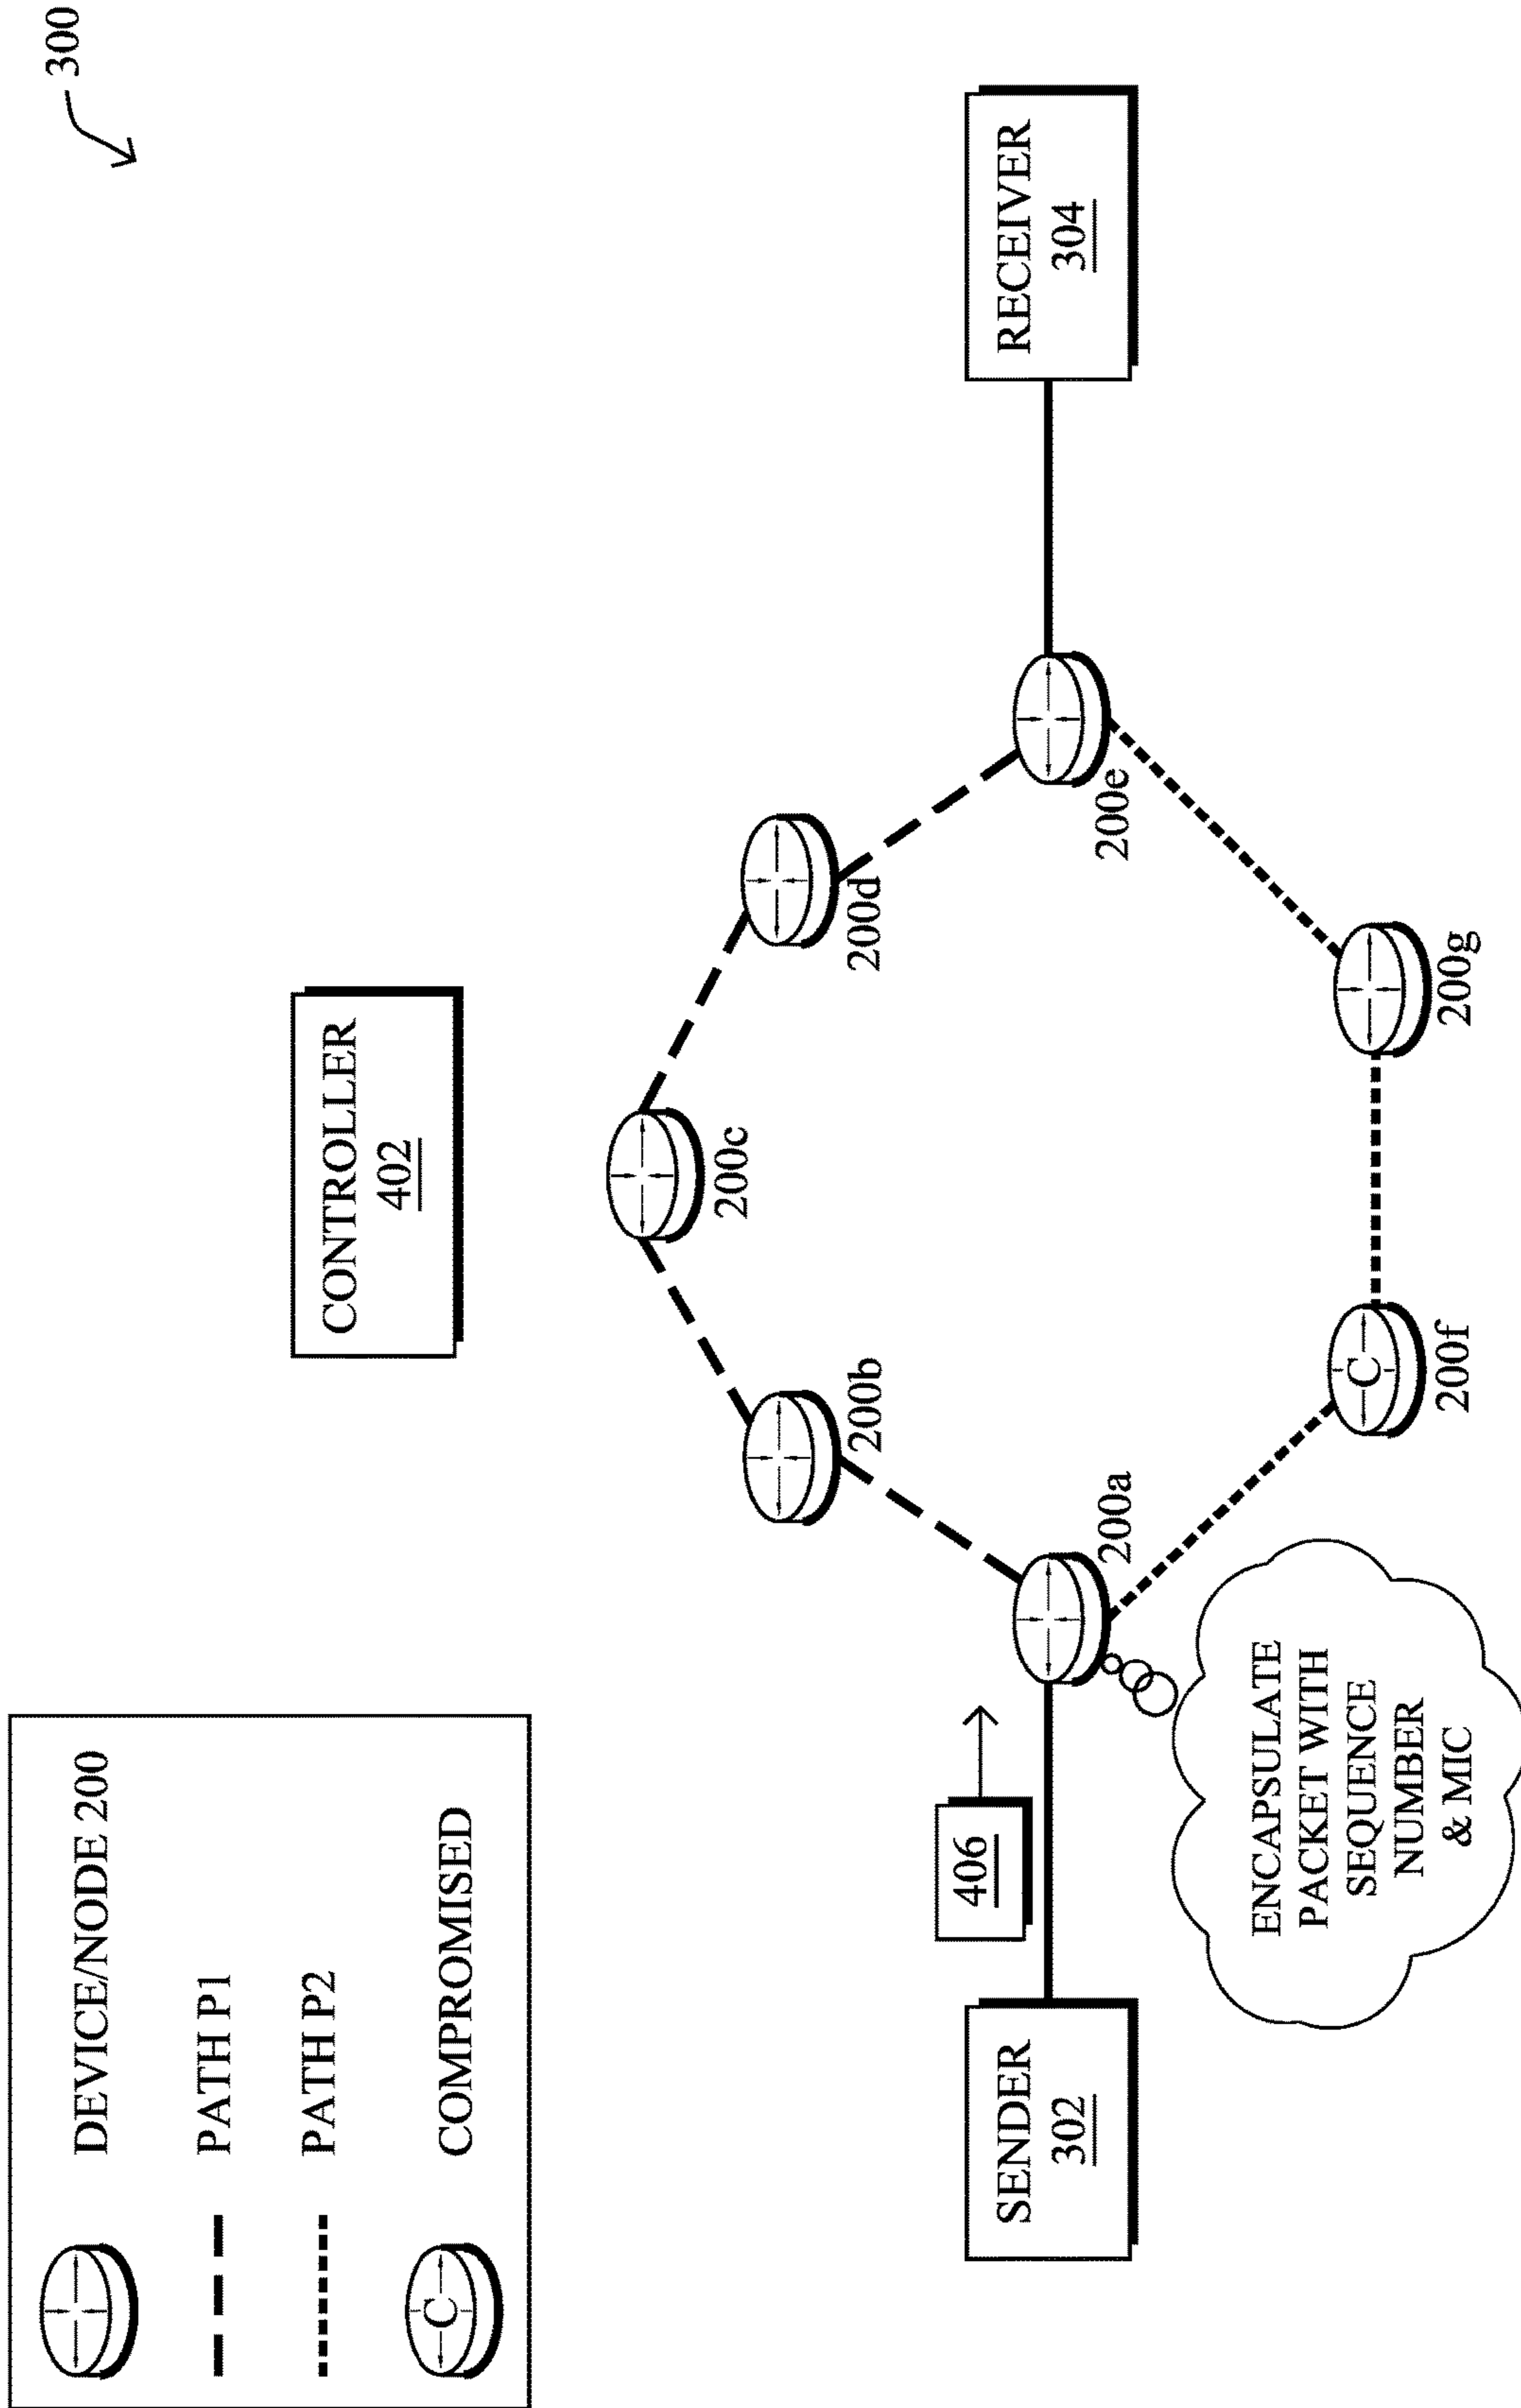 300
DEVICE/NODE 200
PATH P1
PATH P2
C
COMPROMISED
CONTROLLER
402
200c
200b
200d
SENDER
302
406
200a
200e
RECEIVER
304
ENCAPSULATE
PACKET WITH
SEQUENCE
NUMBER
& MIC
C
200f
200g